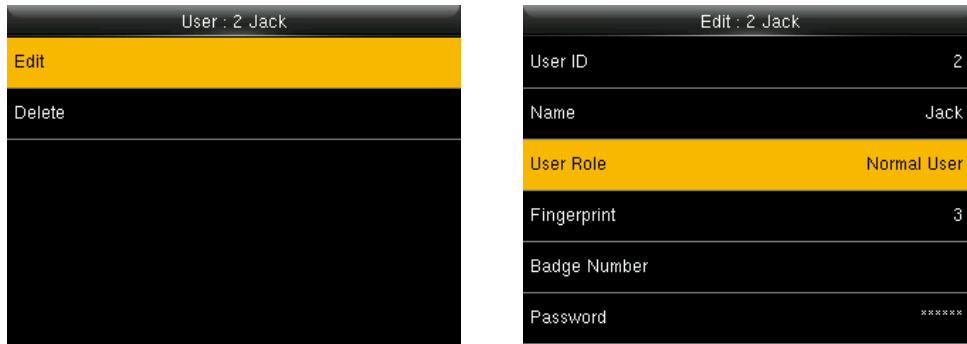 User : 2 Jack
Edit
Delete
Edit : 2 Jack
User ID 2
Name Jack
User Role Normal User
Fingerprint 3
Badge Number
Password ******